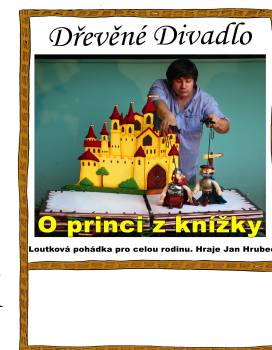 Dřevěné Divadlo
O princi z knížky
Loutková pohádka pro celou rodinu. Hraje Jan Hrubec